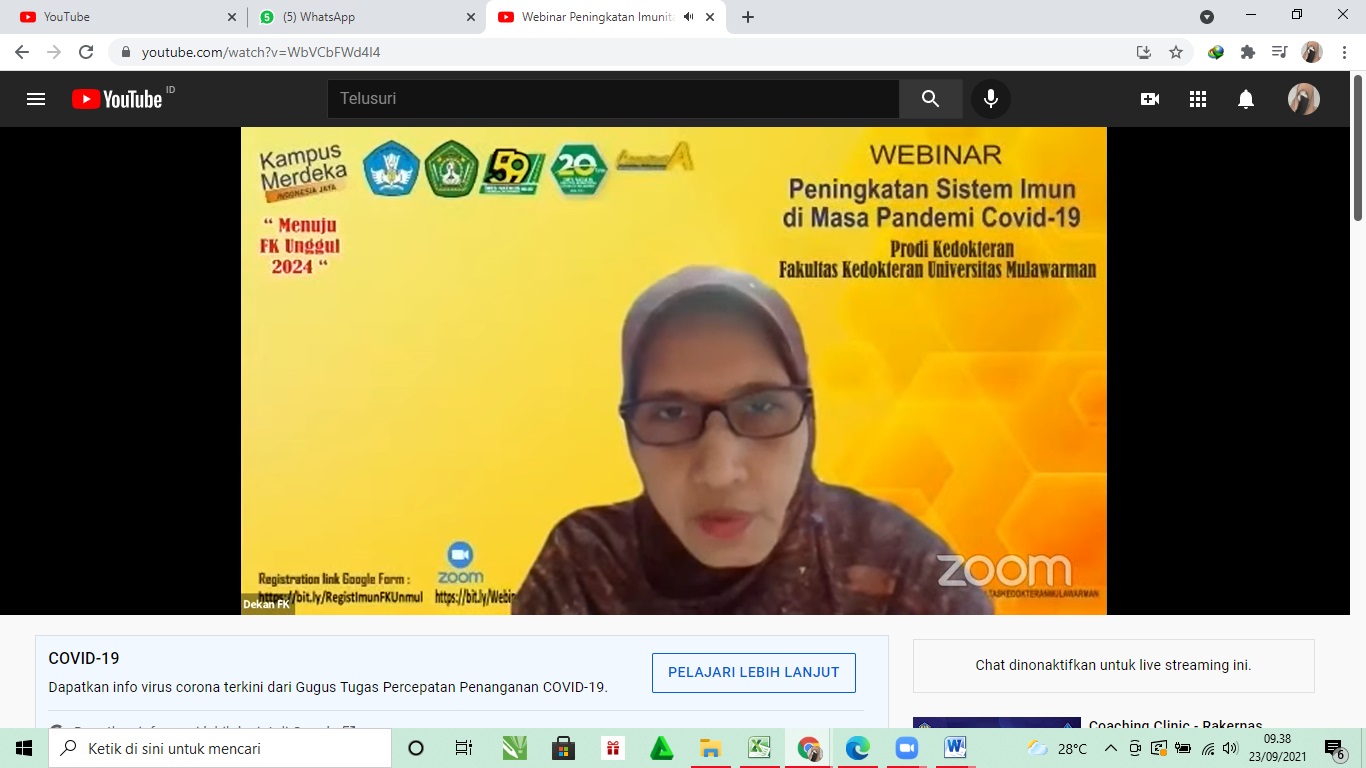 YouTube
(5) WhatsApp
Webinar Peningkatan Imunita
youtube.com/watch?v=WbVCbFWd4I4
YouTube ID
Telusuri
Kampus
Merdeka
INDONESIA JAYA
59
20
“ Menuju
FK Unggul
2024 “
WEBINAR
Peningkatan Sistem Imun
di Masa Pandemi Covid-19
Prodi Kedokteran
Fakultas Kedokteran Universitas Mulawarman
zoom
Registration link Google Form :
https://bit.ly/RegistImunFKUnmul
https://bit.ly/Webin
Dekan FK
zoom
COVID-19
Dapatkan info virus corona terkini dari Gugus Tugas Percepatan Penanganan COVID-19.
PELAJARI LEBIH LANJUT
Chat dinonaktifkan untuk live streaming ini.
Coaching Clinic - Rakernas
Ketik di sini untuk mencari
28°C
09.38
23/09/2021
6